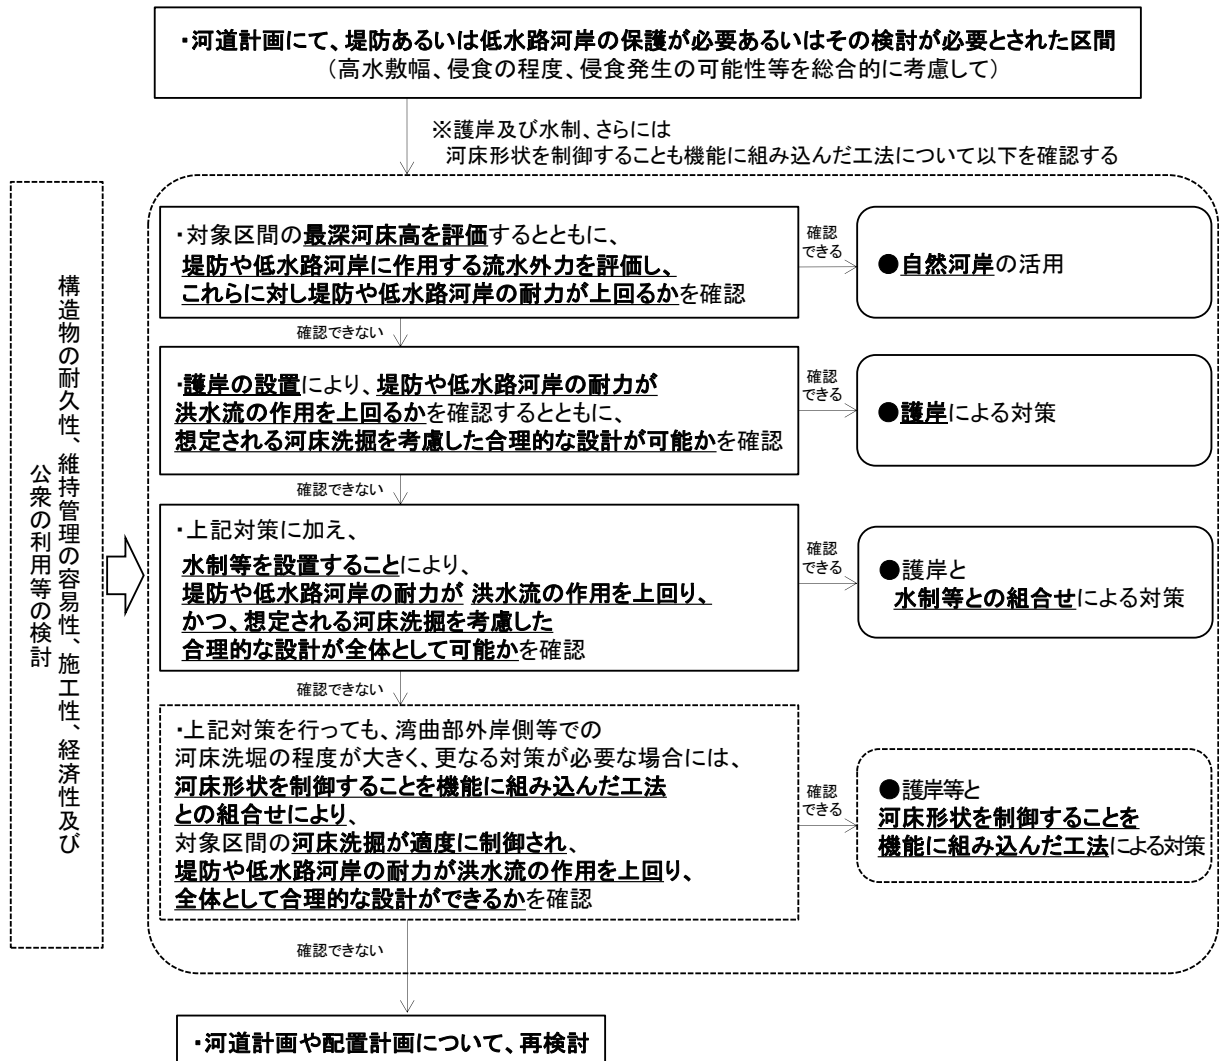 ・河道計画にて、堤防あるいは低水路河岸の保護が必要あるいはその検討が必要とされた区間
（高水敷幅、侵食の程度、侵食発生の可能性等を総合的に考慮して）
※護岸及び水制、さらには
河床形状を制御することも機能に組み込んだ工法について以下を確認する
構造物の耐久性、維持管理の容易性、施工性、経済性及び
公衆の利用等の検討
・対象区間の最深河床高を評価するとともに、
堤防や低水路河岸に作用する流水外力を評価し、
これらに対し堤防や低水路河岸の耐力が上回るかを確認
確認
できる
●自然河岸の活用
確認できない
・護岸の設置により、堤防や低水路河岸の耐力が
洪水流の作用を上回るかを確認するとともに、
想定される河床洗掘を考慮した合理的な設計が可能かを確認
確認
できる
●護岸による対策
確認できない
・上記対策に加え、
水制等を設置することにより、
堤防や低水路河岸の耐力が 洪水流の作用を上回り、
かつ、想定される河床洗掘を考慮した
合理的な設計が全体として可能かを確認
確認
できる
●護岸と
水制等との組合せによる対策
確認できない
・上記対策を行っても、湾曲部外岸側等での
河床洗堀の程度が大きく、更なる対策が必要な場合には、
河床形状を制御することを機能に組み込んだ工法
との組合せにより、
対象区間の河床洗掘が適度に制御され、
堤防や低水路河岸の耐力が洪水流の作用を上回り、
全体として合理的な設計ができるかを確認
確認
できる
●護岸等と
河床形状を制御することを
機能に組み込んだ工法による対策
確認できない
・河道計画や配置計画について、再検討